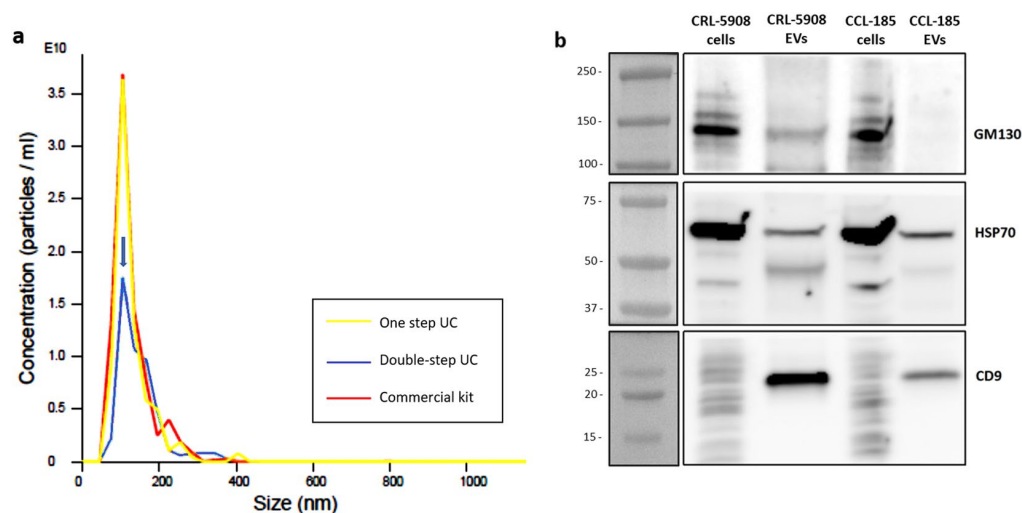 a
E10
Concentration (particles / ml)
3.5
3.0
2.0
1.5
1.0
0.5
0
0
200
400
600
800
1000
Size (nm)
One step UC
Double-step UC
Commercial kit
b
CRL-5908
cells
CRL-5908
EVs
CCL-185
cells
CCL-185
EVs
250 -
150 -
100 -
GM130
75 -
50 -
37 -
HSP70
25 -
20 -
15 -
CD9